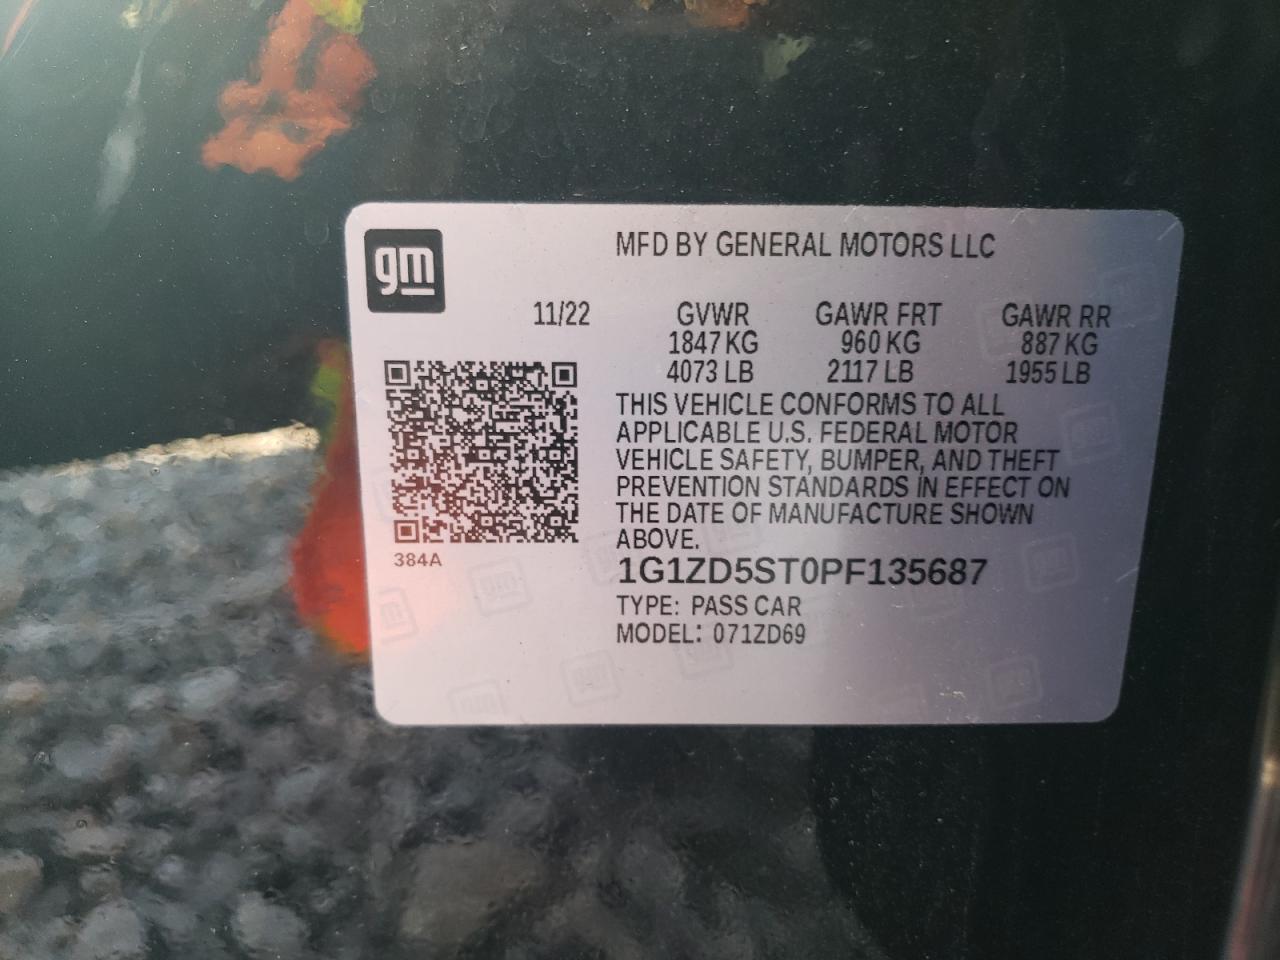 gm
MFD BY GENERAL MOTORS LLC
11/22 GVWR GAWR FRT GAWR RR
1847 KG 960 KG 887 KG
4073 LB 2117 LB 1955 LB
THIS VEHICLE CONFORMS TO ALL
APPLICABLE U.S. FEDERAL MOTOR
VEHICLE SAFETY, BUMPER, AND THEFT
PREVENTION STANDARDS IN EFFECT ON
THE DATE OF MANUFACTURE SHOWN
ABOVE.
384A
1G1ZD5ST0PF135687
TYPE: PASS CAR
MODEL: 071ZD69